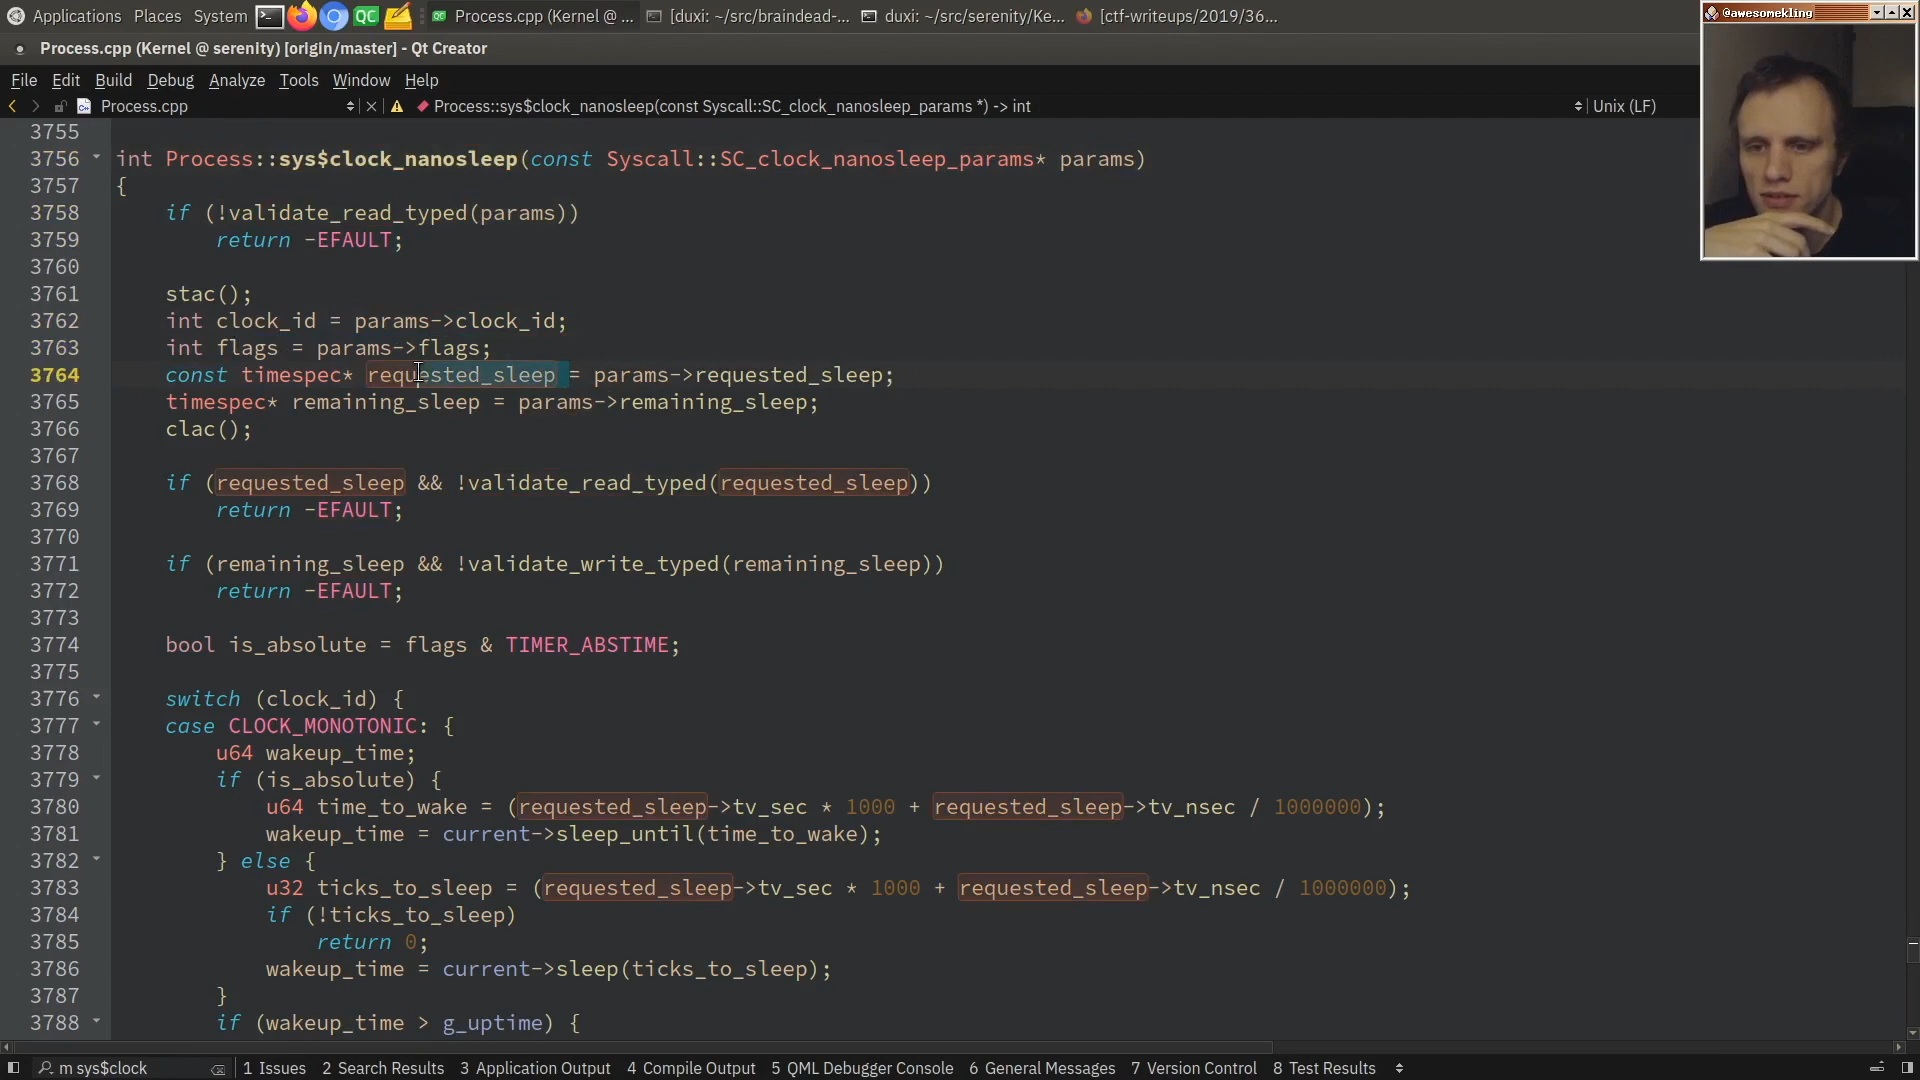 Applications Places System QC QC Process.cpp (Kernel @ ... [duxi: ~/src/braindead-... duxi: ~/src/serenity/Ke... [ctf-writeups/2019/36... @awesomekling
Process.cpp (Kernel @ serenity) [origin/master] - Qt Creator
File Edit Build Debug Analyze Tools Window Help
Process.cpp Process::sys$clock_nanosleep(const Syscall::SC_clock_nanosleep_params *) -> int Unix (LF)
3755
3756 int Process::sys$clock_nanosleep(const Syscall::SC_clock_nanosleep_params* params)
3757 {
3758 if (!validate_read_typed(params))
3759 return -EFAULT;
3760
3761 stac();
3762 int clock_id = params->clock_id;
3763 int flags = params->flags;
3764 const timespec* requested_sleep = params->requested_sleep;
3765 timespec* remaining_sleep = params->remaining_sleep;
3766 clac();
3767
3768 if (requested_sleep && !validate_read_typed(requested_sleep))
3769 return -EFAULT;
3770
3771 if (remaining_sleep && !validate_write_typed(remaining_sleep))
3772 return -EFAULT;
3773
3774 bool is_absolute = flags & TIMER_ABSTIME;
3775
3776 switch (clock_id) {
3777 case CLOCK_MONOTONIC: {
3778 u64 wakeup_time;
3779 if (is_absolute) {
3780 u64 time_to_wake = (requested_sleep->tv_sec * 1000 + requested_sleep->tv_nsec / 1000000);
3781 wakeup_time = current->sleep_until(time_to_wake);
3782 } else {
3783 u32 ticks_to_sleep = (requested_sleep->tv_sec * 1000 + requested_sleep->tv_nsec / 1000000);
3784 if (!ticks_to_sleep)
3785 return 0;
3786 wakeup_time = current->sleep(ticks_to_sleep);
3787 }
3788 if (wakeup_time > g_uptime) {
m sys$clock 1 Issues 2 Search Results 3 Application Output 4 Compile Output 5 QML Debugger Console 6 General Messages 7 Version Control 8 Test Results